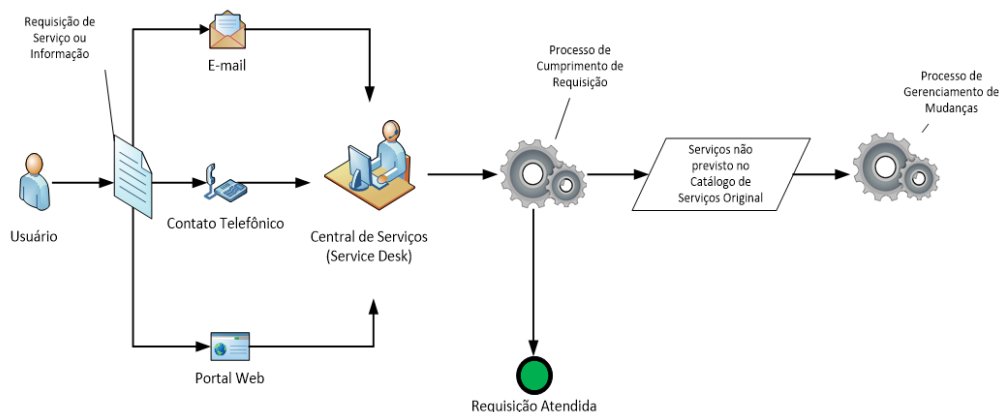 Requisição de
Serviço ou
Informação
E-mail
Processo de
Cumprimento de
Requisição
Processo de
Gerenciamento de
Mudanças
Serviços não
previsto no
Catálogo de
Serviços Original
Usuário
Contato Telefônico
Central de Serviços
(Service Desk)
Portal Web
Requisição Atendida